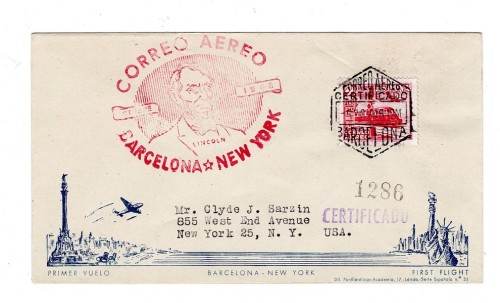 CORREO AEREO
LINCOLN
BARCELONA ★ NEW YORK
CORREO AEREO
CERTIFICADO
BARCELONA
1286
CERTIFICADO
Mr. Clyde J. Sarzin
855 West End Avenue
New York 25, N. Y. USA.
PRIMER VUELO BARCELONA - NEW YORK FIRST FLIGHT